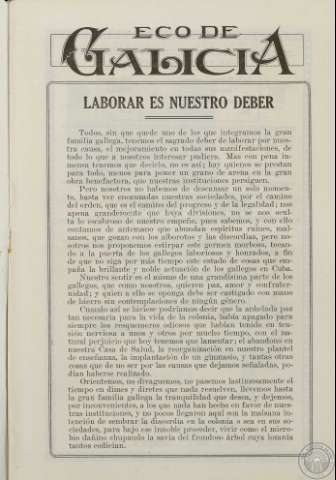 ECO DE
GALICIA
LABORAR ES NUESTRO DEBER
Todos, sin que quede uno de los que integramos la gran
familia gallega, tenemos el sagrado deber de laborar por nues-
tra causa, el mejoramiento en todas sus manifestaciones, de
todo lo que a nosotros interesar pudiera. Mas con pena in-
mensa tenemos que decirlo, no es así; hay quienes se prestan
para todo, menos para poner un grano de arena en la gran
obra benefactora, que nuestras instituciones persiguen.
Pero nosotros no habemos de descansar un solo momen-
to, hasta ver encauzadas nuestras sociedades, por el camino
del orden, que es el camino del progreso y de la legalidad; nos
apena grandemente que haya divisiones, no se nos ocul-
ta lo escabroso de nuestro empeño, pues sabemos, y con ello
contamos de antemano que abundan espíritus ruines, mal-
sanos, que gozan con los alborotos y las discordias, pero no-
sotros nos proponemos extirpar este germen morboso, tocan-
do a la puerta de los gallegos laboriosos y honrados, a fin
de que no siga por más tiempo este estado de cosas que em-
paña la brillante y noble actuación de los gallegos en Cuba.
Nuestro sentir es el mismo de una grandísima parte de los
gallegos, que como nosotros, quieren paz, amor y confrater-
nidad; y quien a ello se oponga debe ser castigado con mano
de hierro sin contemplaciones de ningún género.
Cuando así se hiciese podríamos decir que la anhelada paz
tan necesaria para la vida de la colonia, había apagado para
siempre los resquemores odiosos que habían tenido en ten-
sión nerviosa a unos y otros por mucho tiempo, con el na-
tural perjuicio que hoy tenemos que lamentar; el abandono en
nuestra Casa de Salud, la reorganización en nuestro plantel
de enseñanza, la implantación de un gimnasio, y tantas otras
cosas que de no ser por las causas que dejamos señaladas, po-
dían haberse realizado.
Orientemos, no divaguemos, no pasemos lastimosamente el
tiempo en dimes y diretes que nada resuelven, llevemos hasta
la gran familia gallega la tranquilidad que desea, y dejemos,
por inconvenientes, a los que nada han hecho en favor de nues-
tras instituciones, y no pocos llegaron aquí con la malsana in-
tención de sembrar la discordia en la colonia o sea en sus so-
ciedades, para bajo ese innoble proceder, vivir como el micro-
bio dañino chupando la savia del frondoso árbol cuya lozanía
tantos codician.